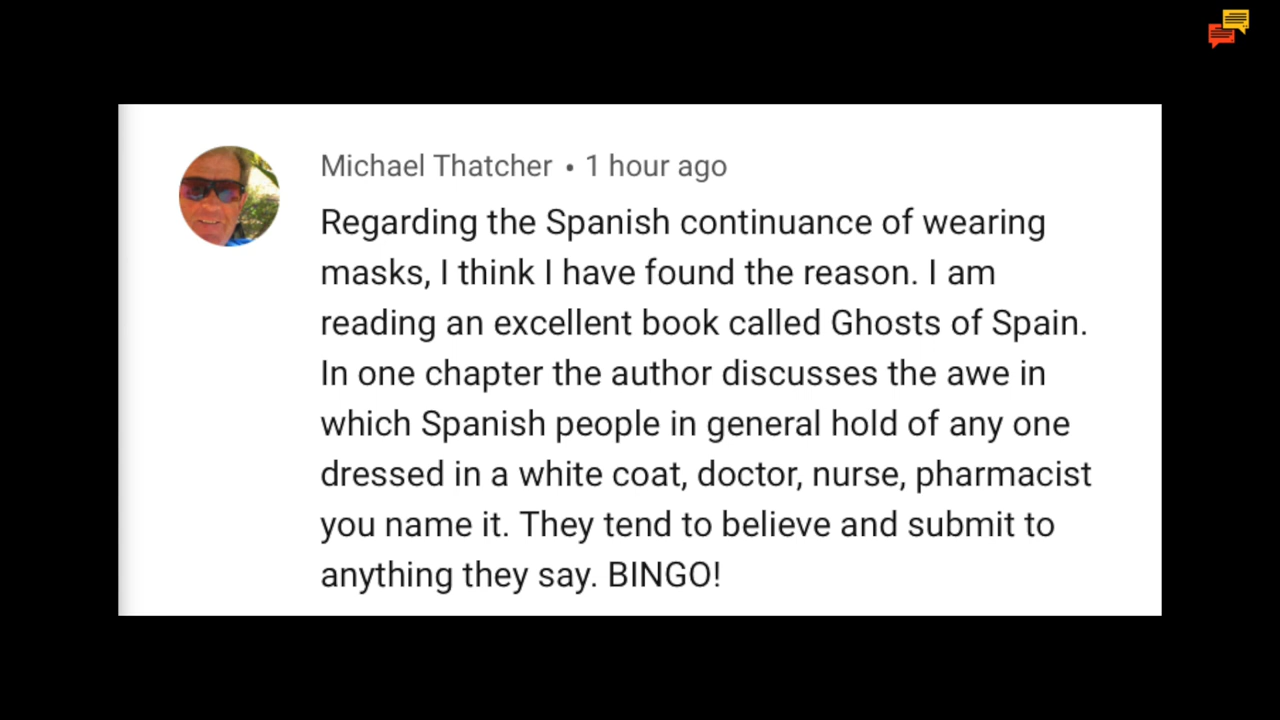 Michael Thatcher • 1 hour ago
Regarding the Spanish continuance of wearing
masks, I think I have found the reason. I am
reading an excellent book called Ghosts of Spain.
In one chapter the author discusses the awe in
which Spanish people in general hold of any one
dressed in a white coat, doctor, nurse, pharmacist
you name it. They tend to believe and submit to
anything they say. BINGO!